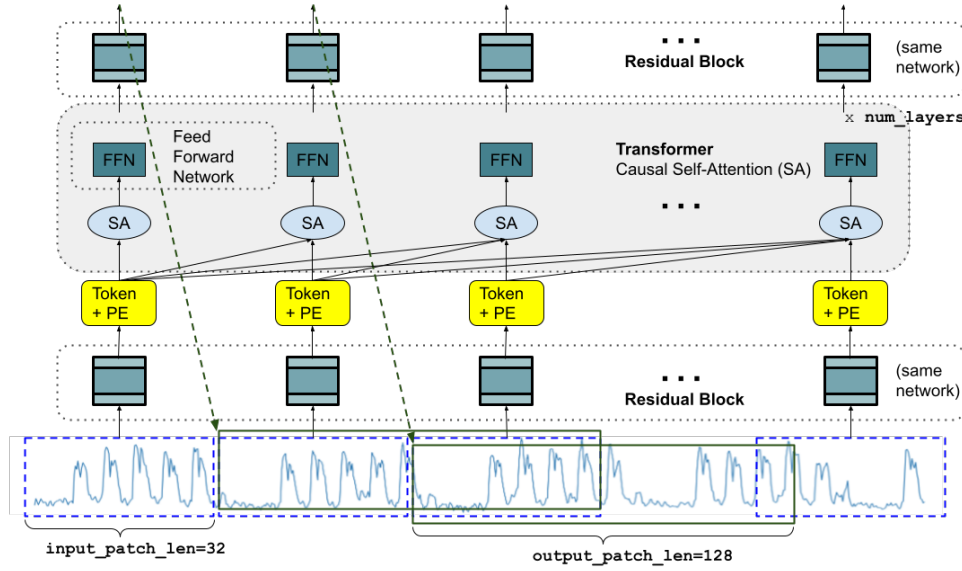 Residual Block
(same
network)
x num_layers
Feed
Forward
Network
Transformer
Causal Self-Attention (SA)
FFN
FFN
FFN
FFN
SA
SA
SA
SA
Token
+ PE
Token
+ PE
Token
+ PE
Token
+ PE
(same
network)
Residual Block
input_patch_len=32
output_patch_len=128